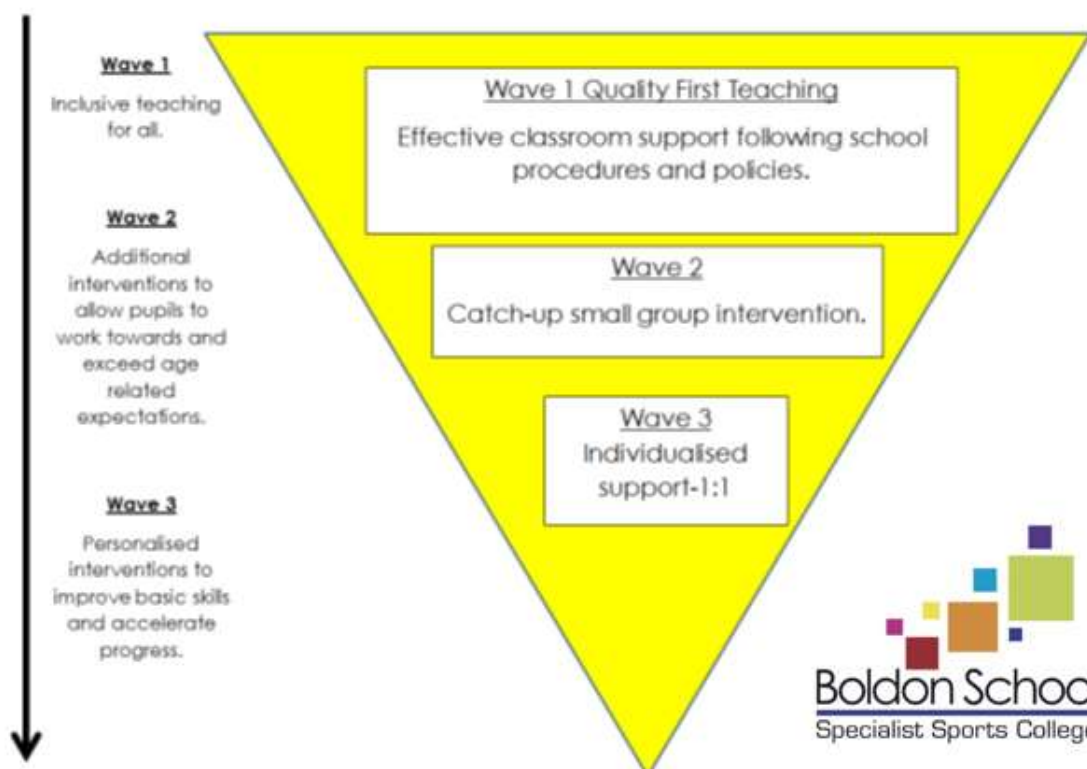 Wave 1
Inclusive teaching
for all.
Wave 2
Additional
interventions to
allow pupils to
work towards and
exceed age
related
expectations.
Wave 3
Personalised
interventions to
improve basic skills
and accelerate
progress.
Wave 1 Quality First Teaching
Effective classroom support following school
procedures and policies.
Wave 2
Catch-up small group intervention.
Wave 3
Individualised
support-1:1
Boldon School
Specialist Sports College